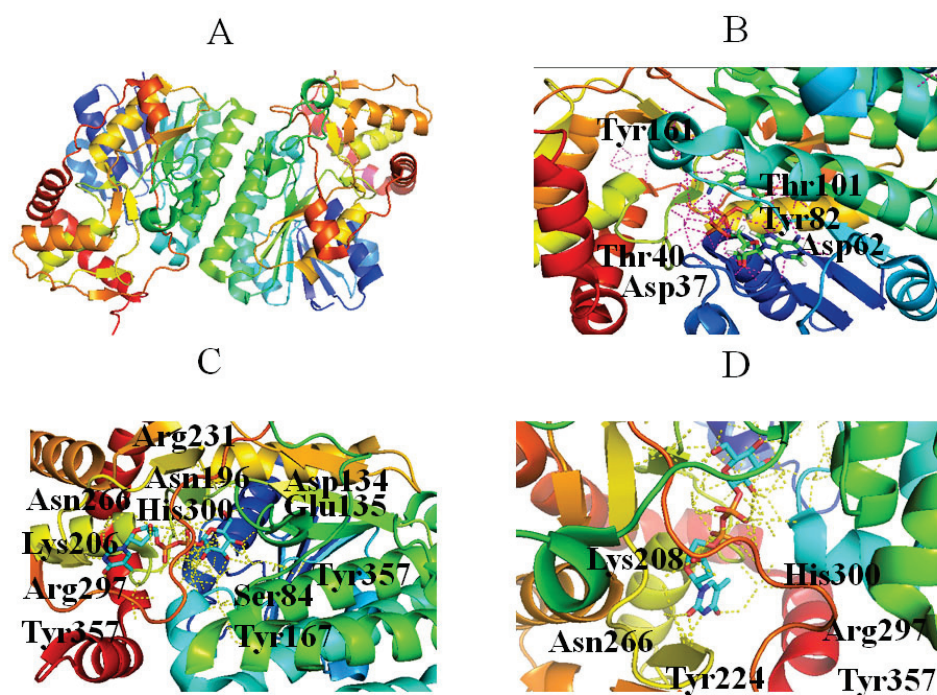 A
B
Tyr161
Thr101
Tyr82
Thr40
Asp62
Asp37
C
D
Arg231
Asn196
Asp134
Asn266
His300
Glu135
Lys206
Tyr357
Arg297
Ser84
Tyr357
Tyr167
Lys208
His300
Asn266
Arg297
Tyr224
Tyr357